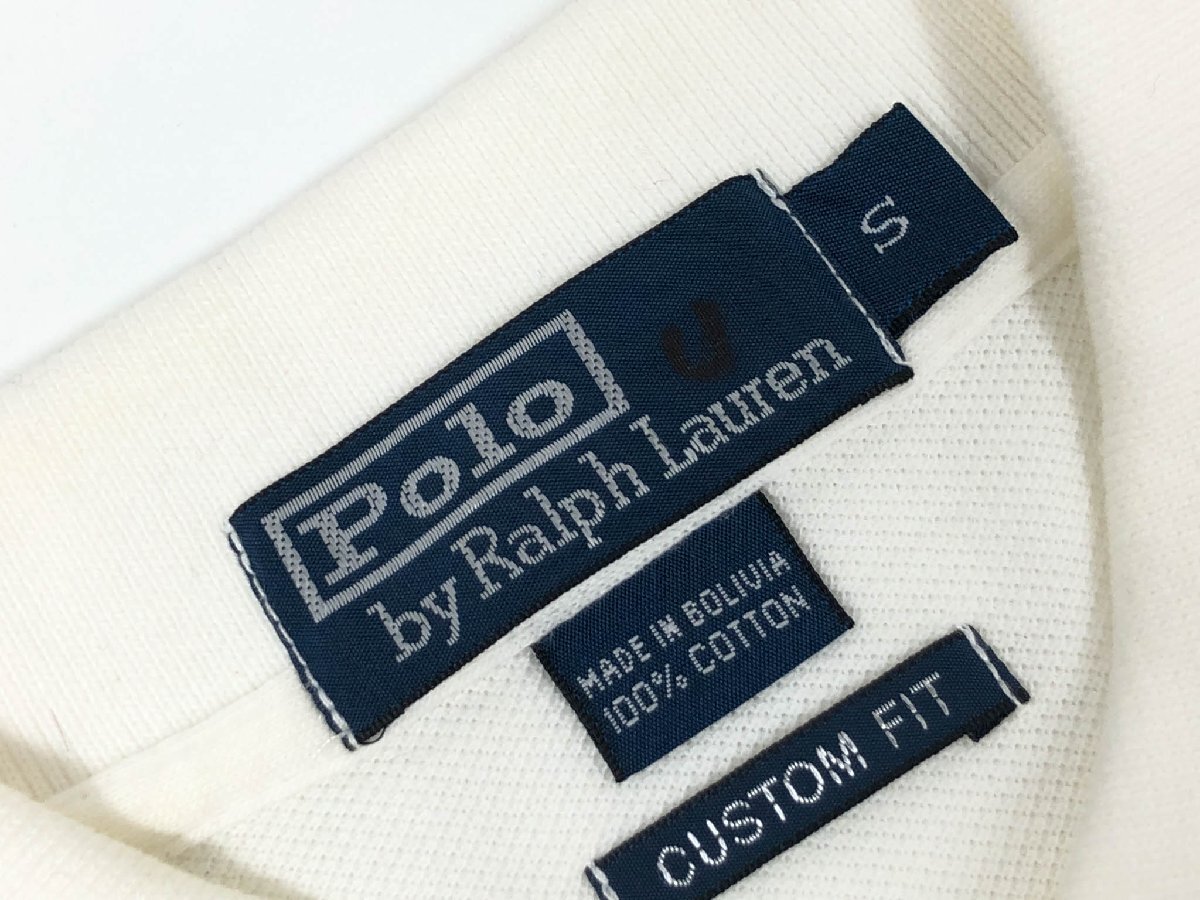 S
Polo
by Ralph Lauren
MADE IN BOLIVIA
100% COTTON
CUSTOM FIT